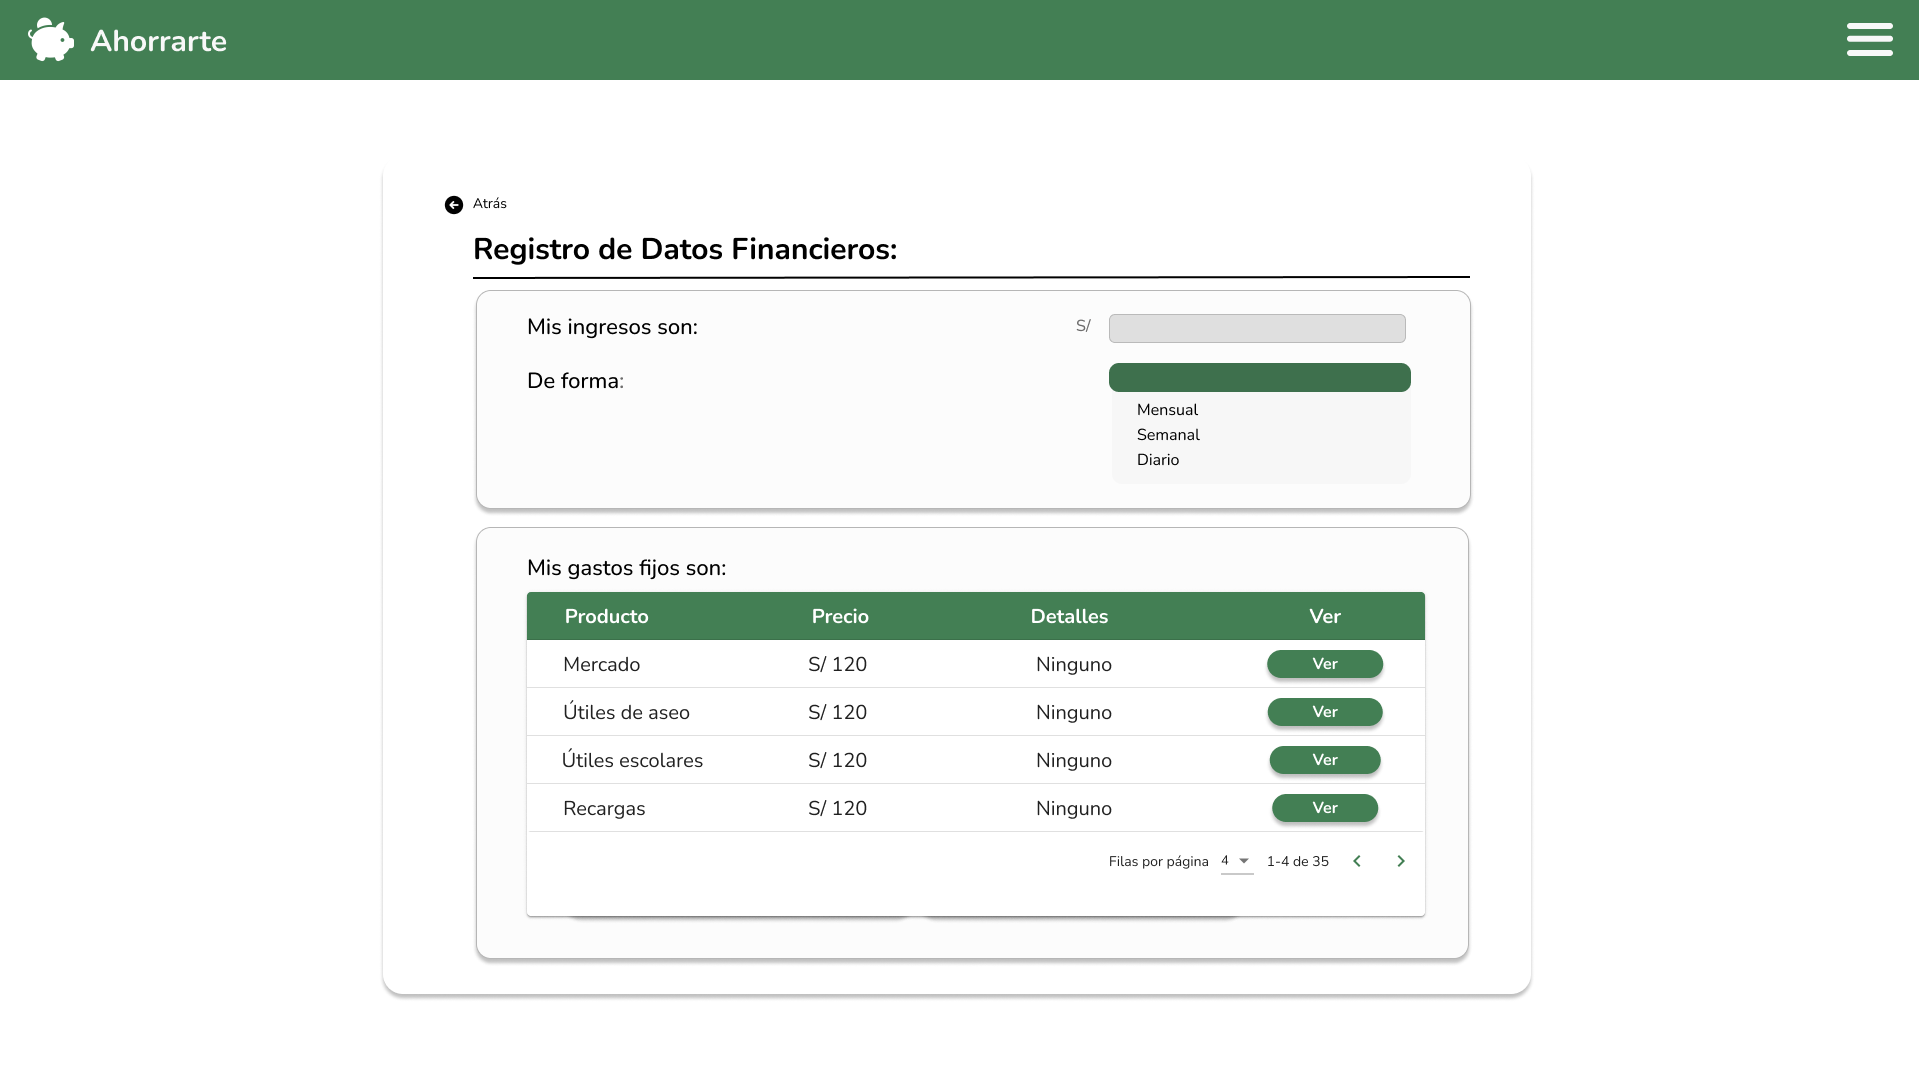 Ahorrarte
Atrás
Registro de Datos Financieros:
Mis ingresos son: S/
De forma:
Mensual
Semanal
Diario
Mis gastos fijos son:
Producto Precio Detalles Ver
Mercado S/ 120 Ninguno Ver
Útiles de aseo S/ 120 Ninguno Ver
Útiles escolares S/ 120 Ninguno Ver
Recargas S/ 120 Ninguno Ver
Filas por página 4 1-4 de 35